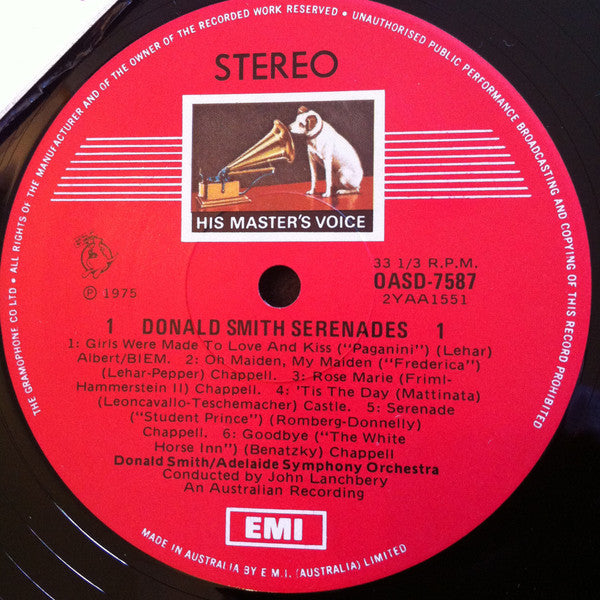 THE GRAMOPHONE CO LTD • ALL RIGHTS OF THE MANUFACTURER AND OF THE OWNER OF THE RECORDED WORK RESERVED • UNAUTHORISED PUBLIC PERFORMANCE BROADCASTING AND COPYING OF THIS RECORD PROHIBITED
STEREO
HIS MASTER'S VOICE
33 1/3 R.P.M.
OASD-7587
Ⓟ 1975
2YAA1551
1 DONALD SMITH SERENADES 1
1: Girls Were Made To Love And Kiss ("Paganini") (Lehar)
Albert/BIEM. 2: Oh Maiden, My Maiden ("Frederica")
(Lehar-Pepper) Chappell. 3: Rose Marie (Friml-
Hammerstein II) Chappell. 4: 'Tis The Day (Mattinata)
(Leoncavallo-Teschemacher) Castle. 5: Serenade
("Student Prince") (Romberg-Donnelly)
Chappell. 6: Goodbye ("The White
Horse Inn") (Benatzky) Chappell
Donald Smith/Adelaide Symphony Orchestra
Conducted by John Lanchbery
An Australian Recording
EMI
MADE IN AUSTRALIA BY E.M.I. (AUSTRALIA) LIMITED